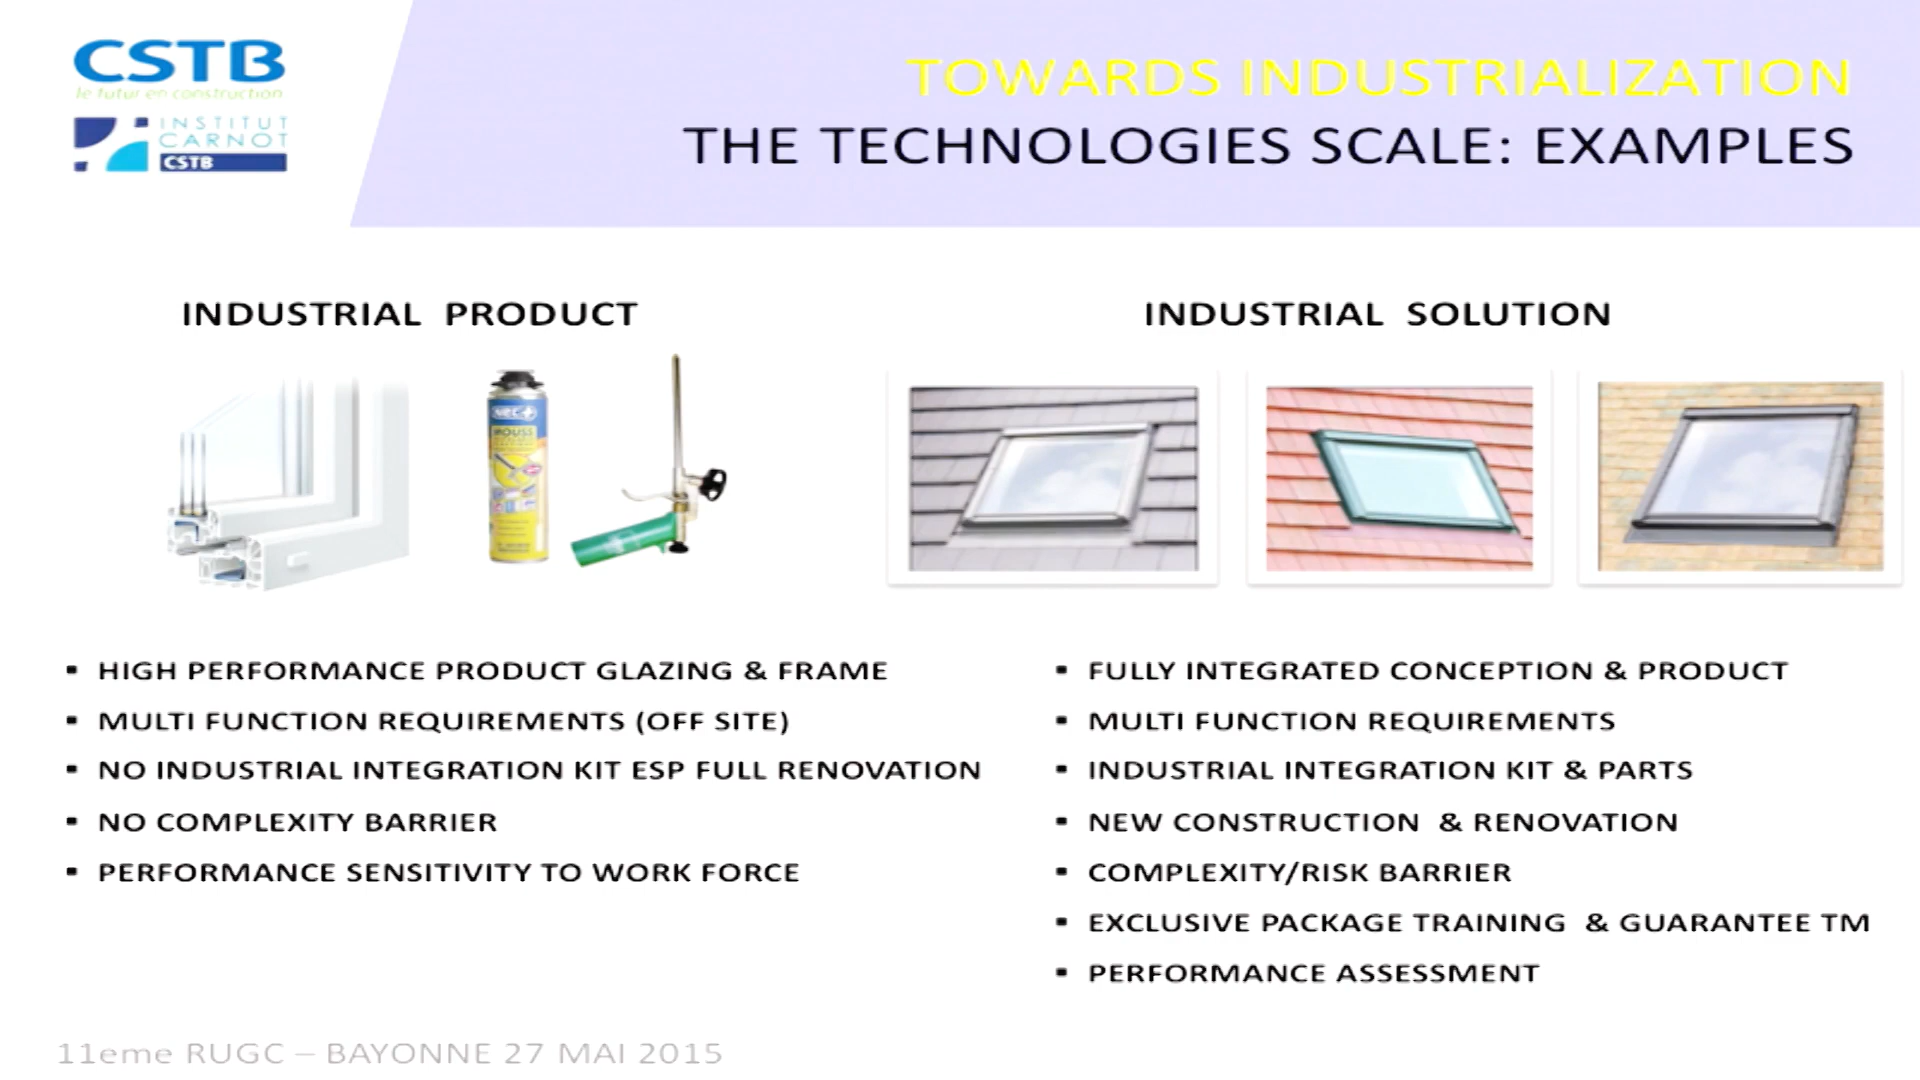 CSTB
le futur en construction
INSTITUT
CARNOT
CSTB
TOWARDS INDUSTRIALIZATION
THE TECHNOLOGIES SCALE: EXAMPLES
INDUSTRIAL PRODUCT
INDUSTRIAL SOLUTION
MOUSS
▪ HIGH PERFORMANCE PRODUCT GLAZING & FRAME
▪ MULTI FUNCTION REQUIREMENTS (OFF SITE)
▪ NO INDUSTRIAL INTEGRATION KIT ESP FULL RENOVATION
▪ NO COMPLEXITY BARRIER
▪ PERFORMANCE SENSITIVITY TO WORK FORCE
▪ FULLY INTEGRATED CONCEPTION & PRODUCT
▪ MULTI FUNCTION REQUIREMENTS
▪ INDUSTRIAL INTEGRATION KIT & PARTS
▪ NEW CONSTRUCTION & RENOVATION
▪ COMPLEXITY/RISK BARRIER
▪ EXCLUSIVE PACKAGE TRAINING & GUARANTEE TM
▪ PERFORMANCE ASSESSMENT
11eme RUGC – BAYONNE 27 MAI 2015